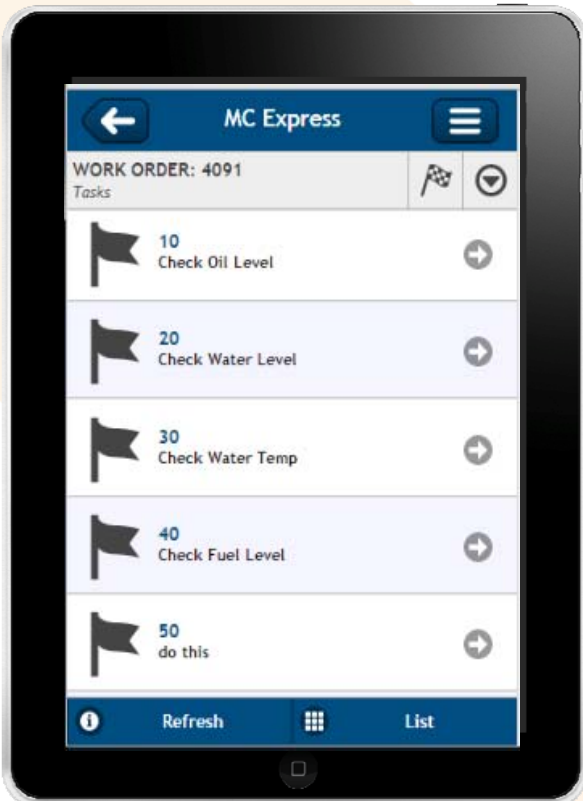 MC Express
WORK ORDER: 4091
Tasks
10
Check Oil Level
20
Check Water Level
30
Check Water Temp
40
Check Fuel Level
50
do this
Refresh
List